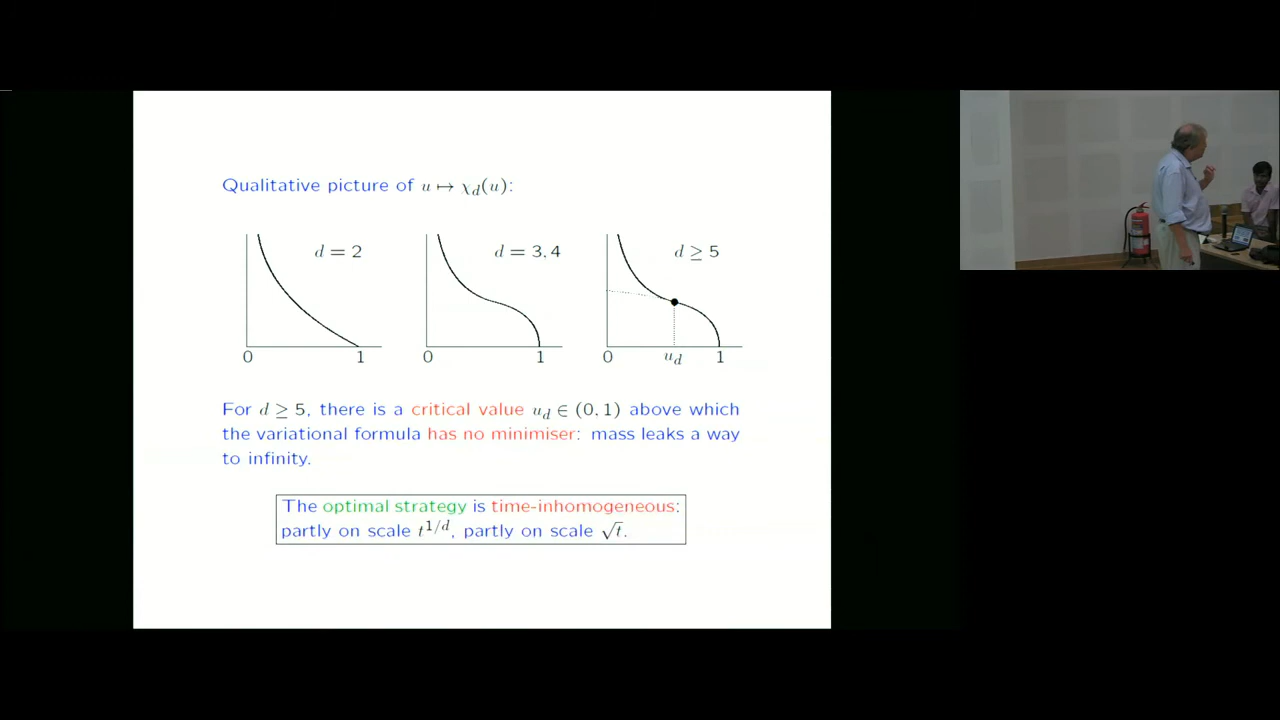 Qualitative picture of u ↦ χ_d(u):
d = 2
d = 3, 4
d ≥ 5
0 1
0 1
0 u_d 1
For d ≥ 5, there is a critical value u_d ∈ (0, 1) above which
the variational formula has no minimiser: mass leaks a way
to infinity.
The optimal strategy is time-inhomogeneous:
partly on scale t^{1/d}, partly on scale √t.